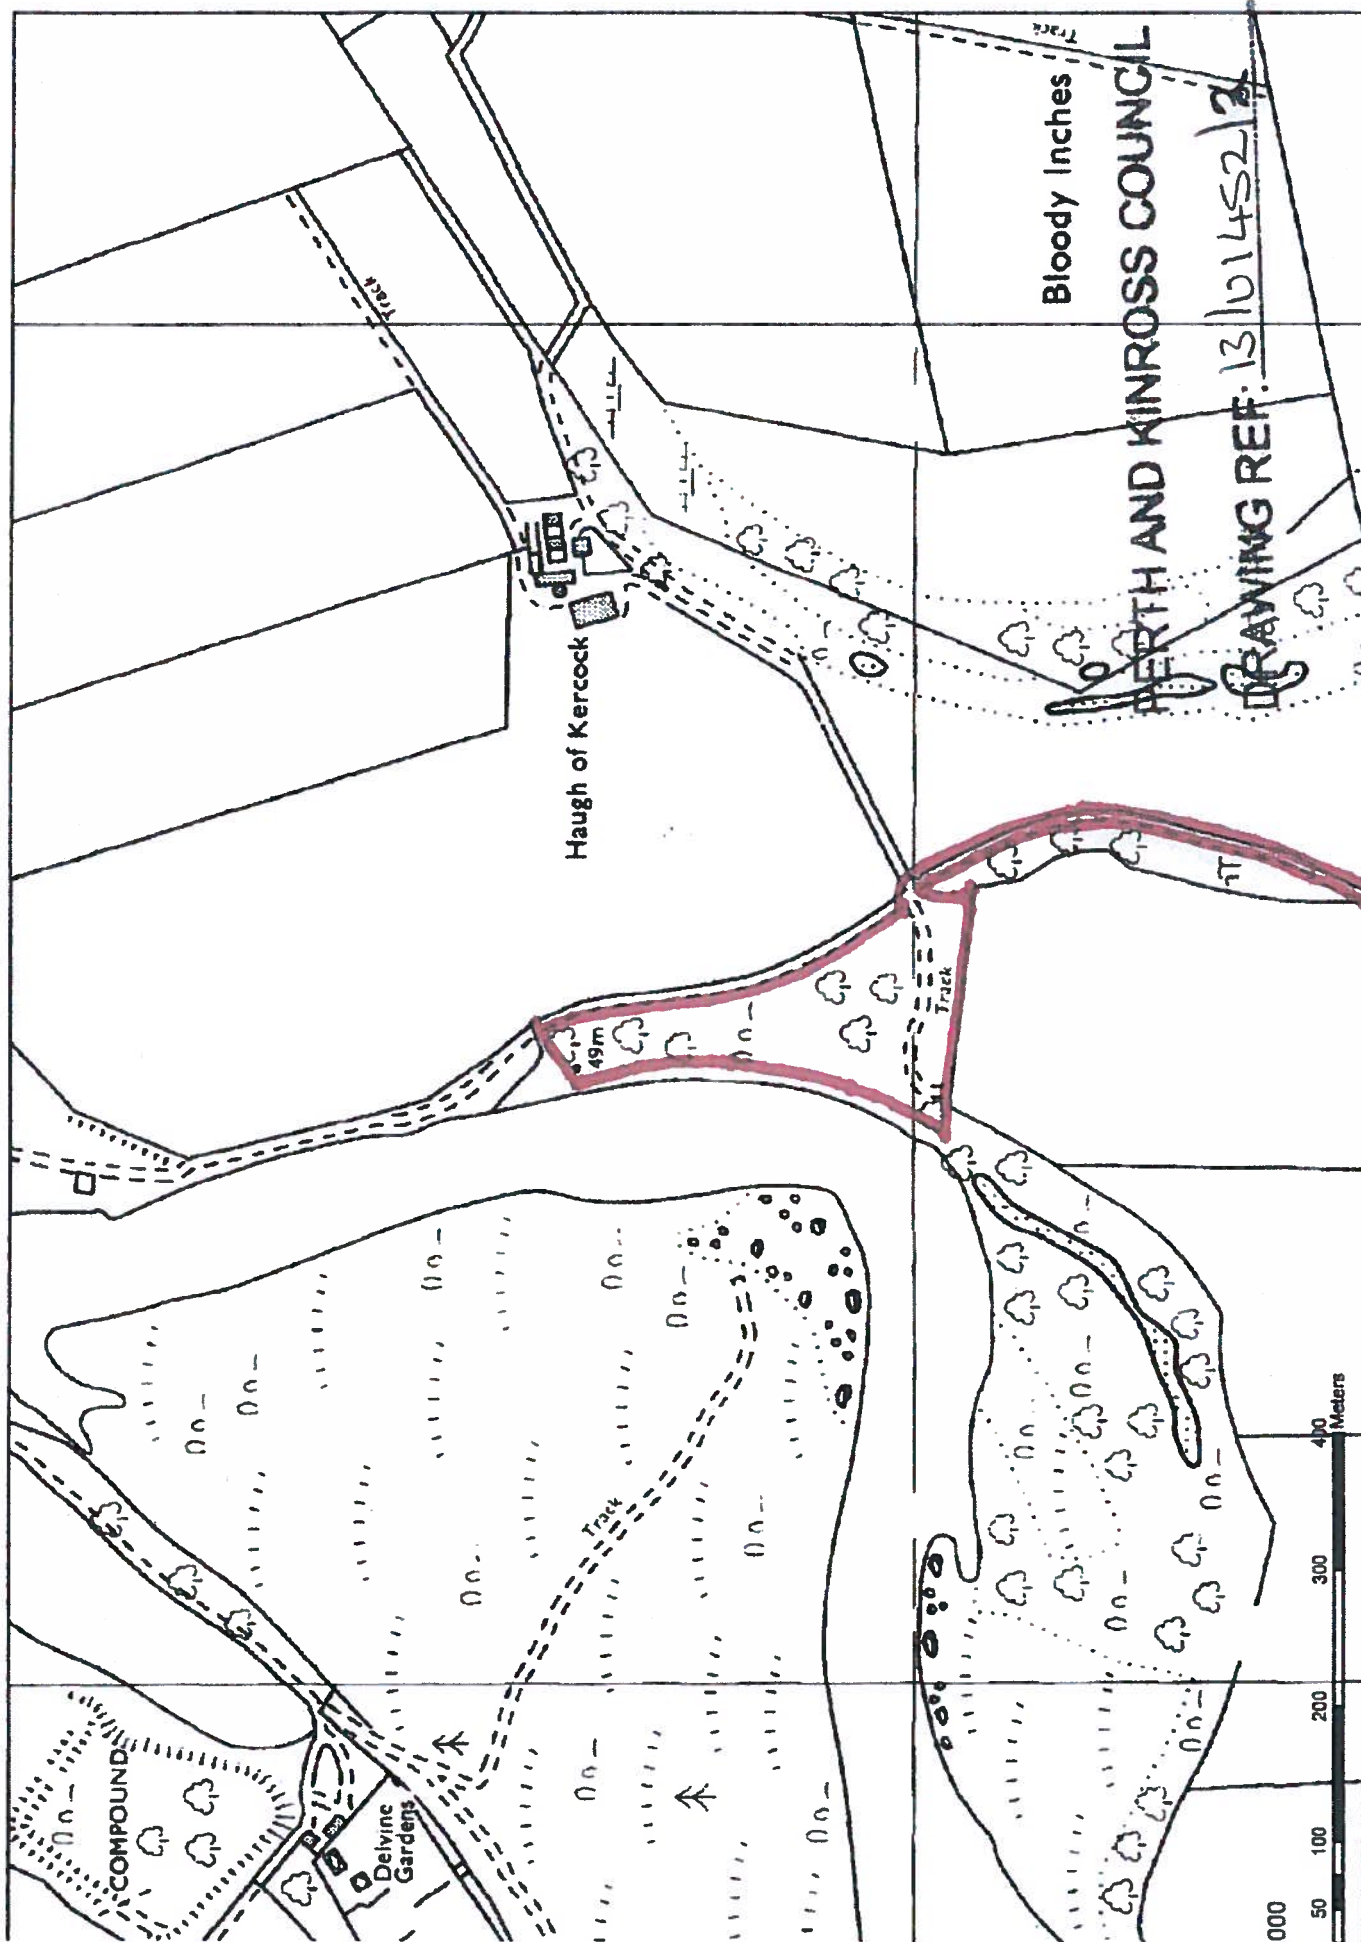 Track
Bloody Inches
PERTH AND KINROSS COUNCIL
DRAWING REF: 13/01452/2
Track
Haugh of Kercock
49m
Track
Track
COMPOUND
Delvine
Gardens
000
50
100
200
300
400
Meters